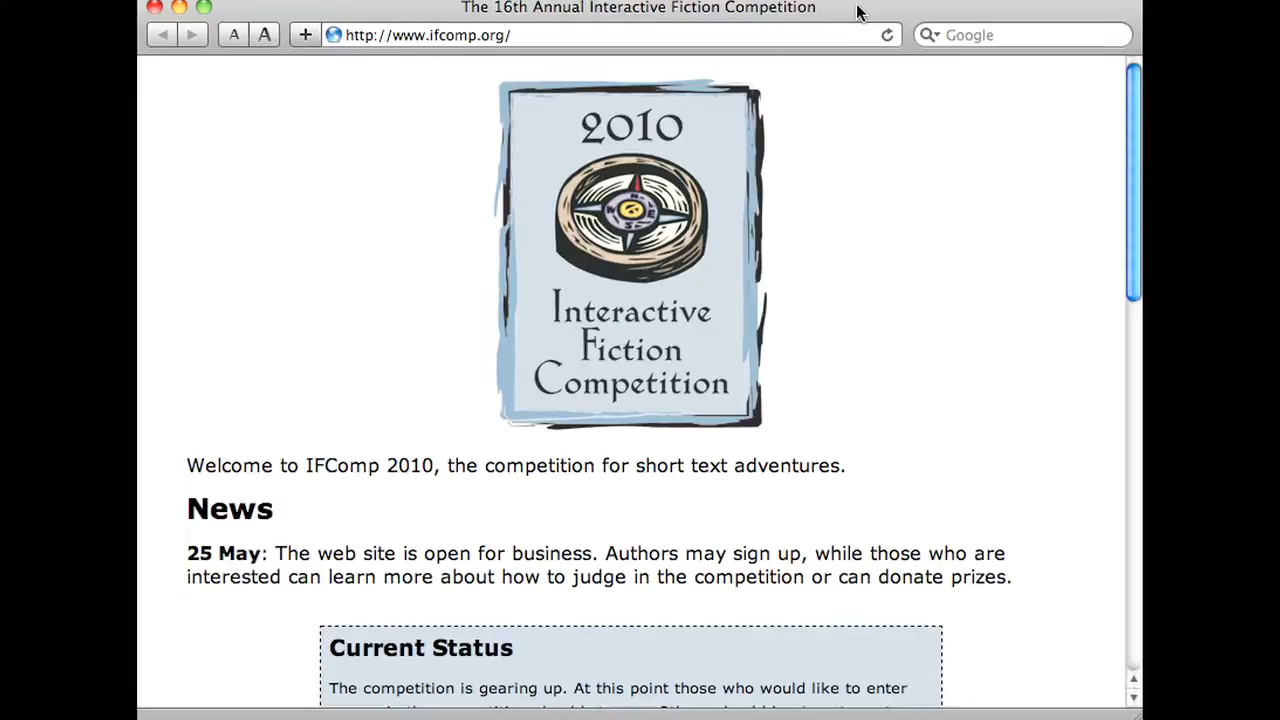 The 16th Annual Interactive Fiction Competition
A A + http://www.ifcomp.org/ Google
2010
N
W E
S
Interactive
Fiction
Competition
Welcome to IFComp 2010, the competition for short text adventures.
News
25 May: The web site is open for business. Authors may sign up, while those who are
interested can learn more about how to judge in the competition or can donate prizes.
Current Status
The competition is gearing up. At this point those who would like to enter